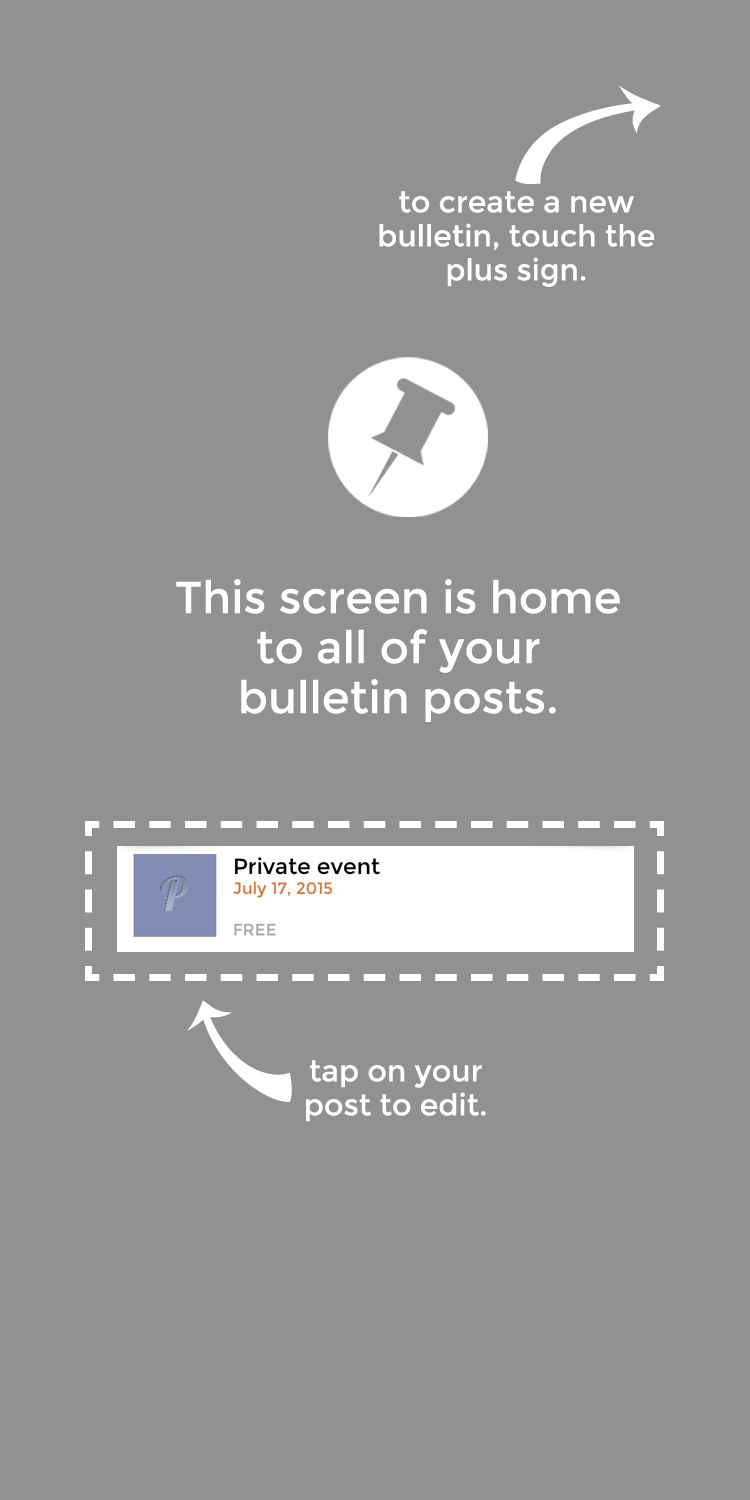 to create a new
bulletin, touch the
plus sign.
This screen is home
to all of your
bulletin posts.
P
Private event
July 17, 2015
FREE
tap on your
post to edit.